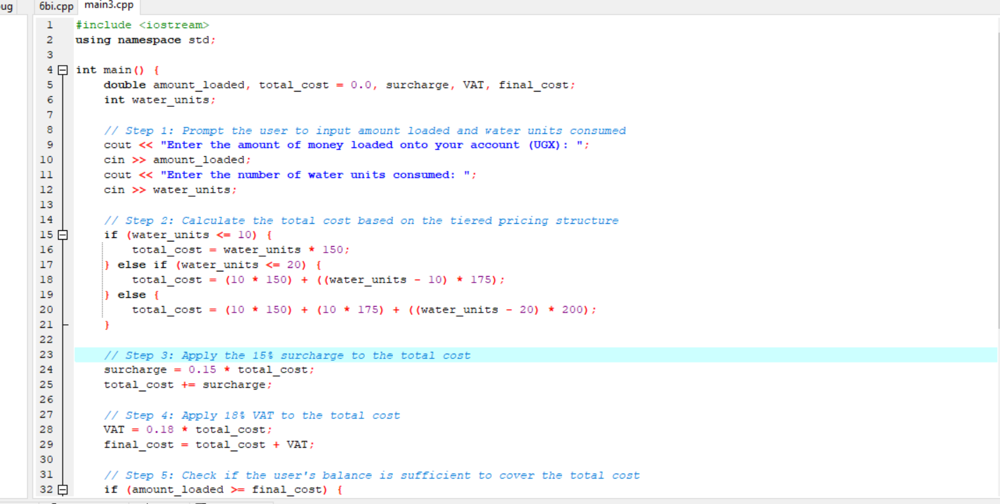 ug 6bi.cpp main3.cpp
1 #include <iostream>
2 using namespace std;
3
4 int main() {
5     double amount_loaded, total_cost = 0.0, surcharge, VAT, final_cost;
6     int water_units;
7
8     // Step 1: Prompt the user to input amount loaded and water units consumed
9     cout << "Enter the amount of money loaded onto your account (UGX): ";
10     cin >> amount_loaded;
11     cout << "Enter the number of water units consumed: ";
12     cin >> water_units;
13
14     // Step 2: Calculate the total cost based on the tiered pricing structure
15     if (water_units <= 10) {
16         total_cost = water_units * 150;
17     } else if (water_units <= 20) {
18         total_cost = (10 * 150) + ((water_units - 10) * 175);
19     } else {
20         total_cost = (10 * 150) + (10 * 175) + ((water_units - 20) * 200);
21     }
22
23     // Step 3: Apply the 15% surcharge to the total cost
24     surcharge = 0.15 * total_cost;
25     total_cost += surcharge;
26
27     // Step 4: Apply 18% VAT to the total cost
28     VAT = 0.18 * total_cost;
29     final_cost = total_cost + VAT;
30
31     // Step 5: Check if the user's balance is sufficient to cover the total cost
32     if (amount_loaded >= final_cost) {